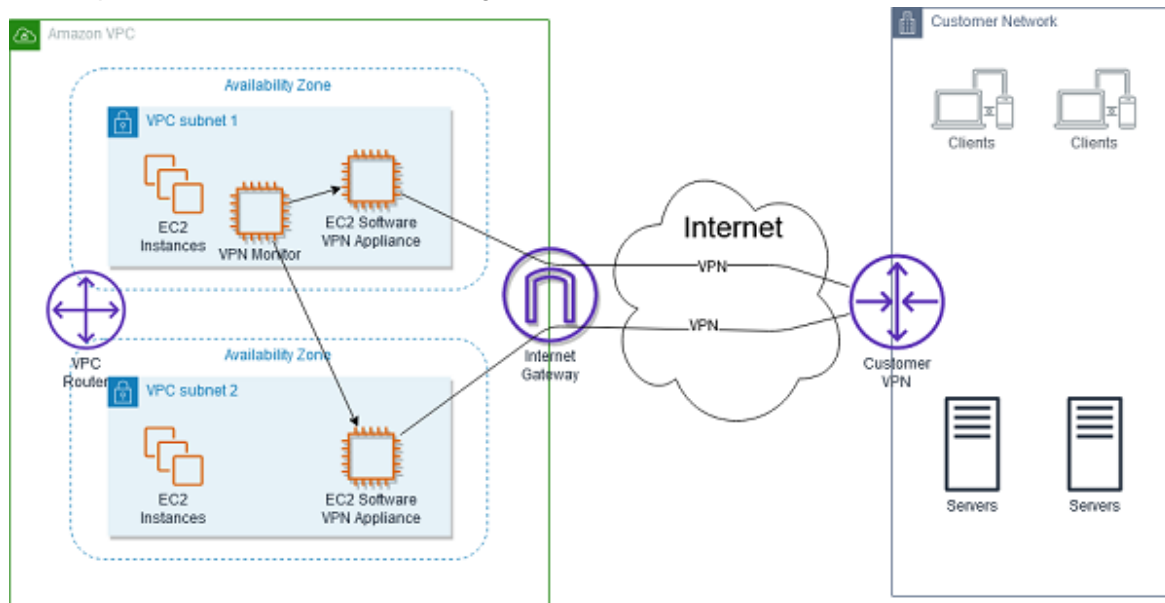 Amazon VPC
Customer Network
Availability Zone
VPC subnet 1
EC2
Instances
VPN Monitor
EC2 Software
VPN Appliance
Clients
Clients
Internet
VPN
VPN
VPC
Router
Internet
Gateway
Customer
VPN
Availability Zone
VPC subnet 2
EC2
Instances
EC2 Software
VPN Appliance
Servers
Servers